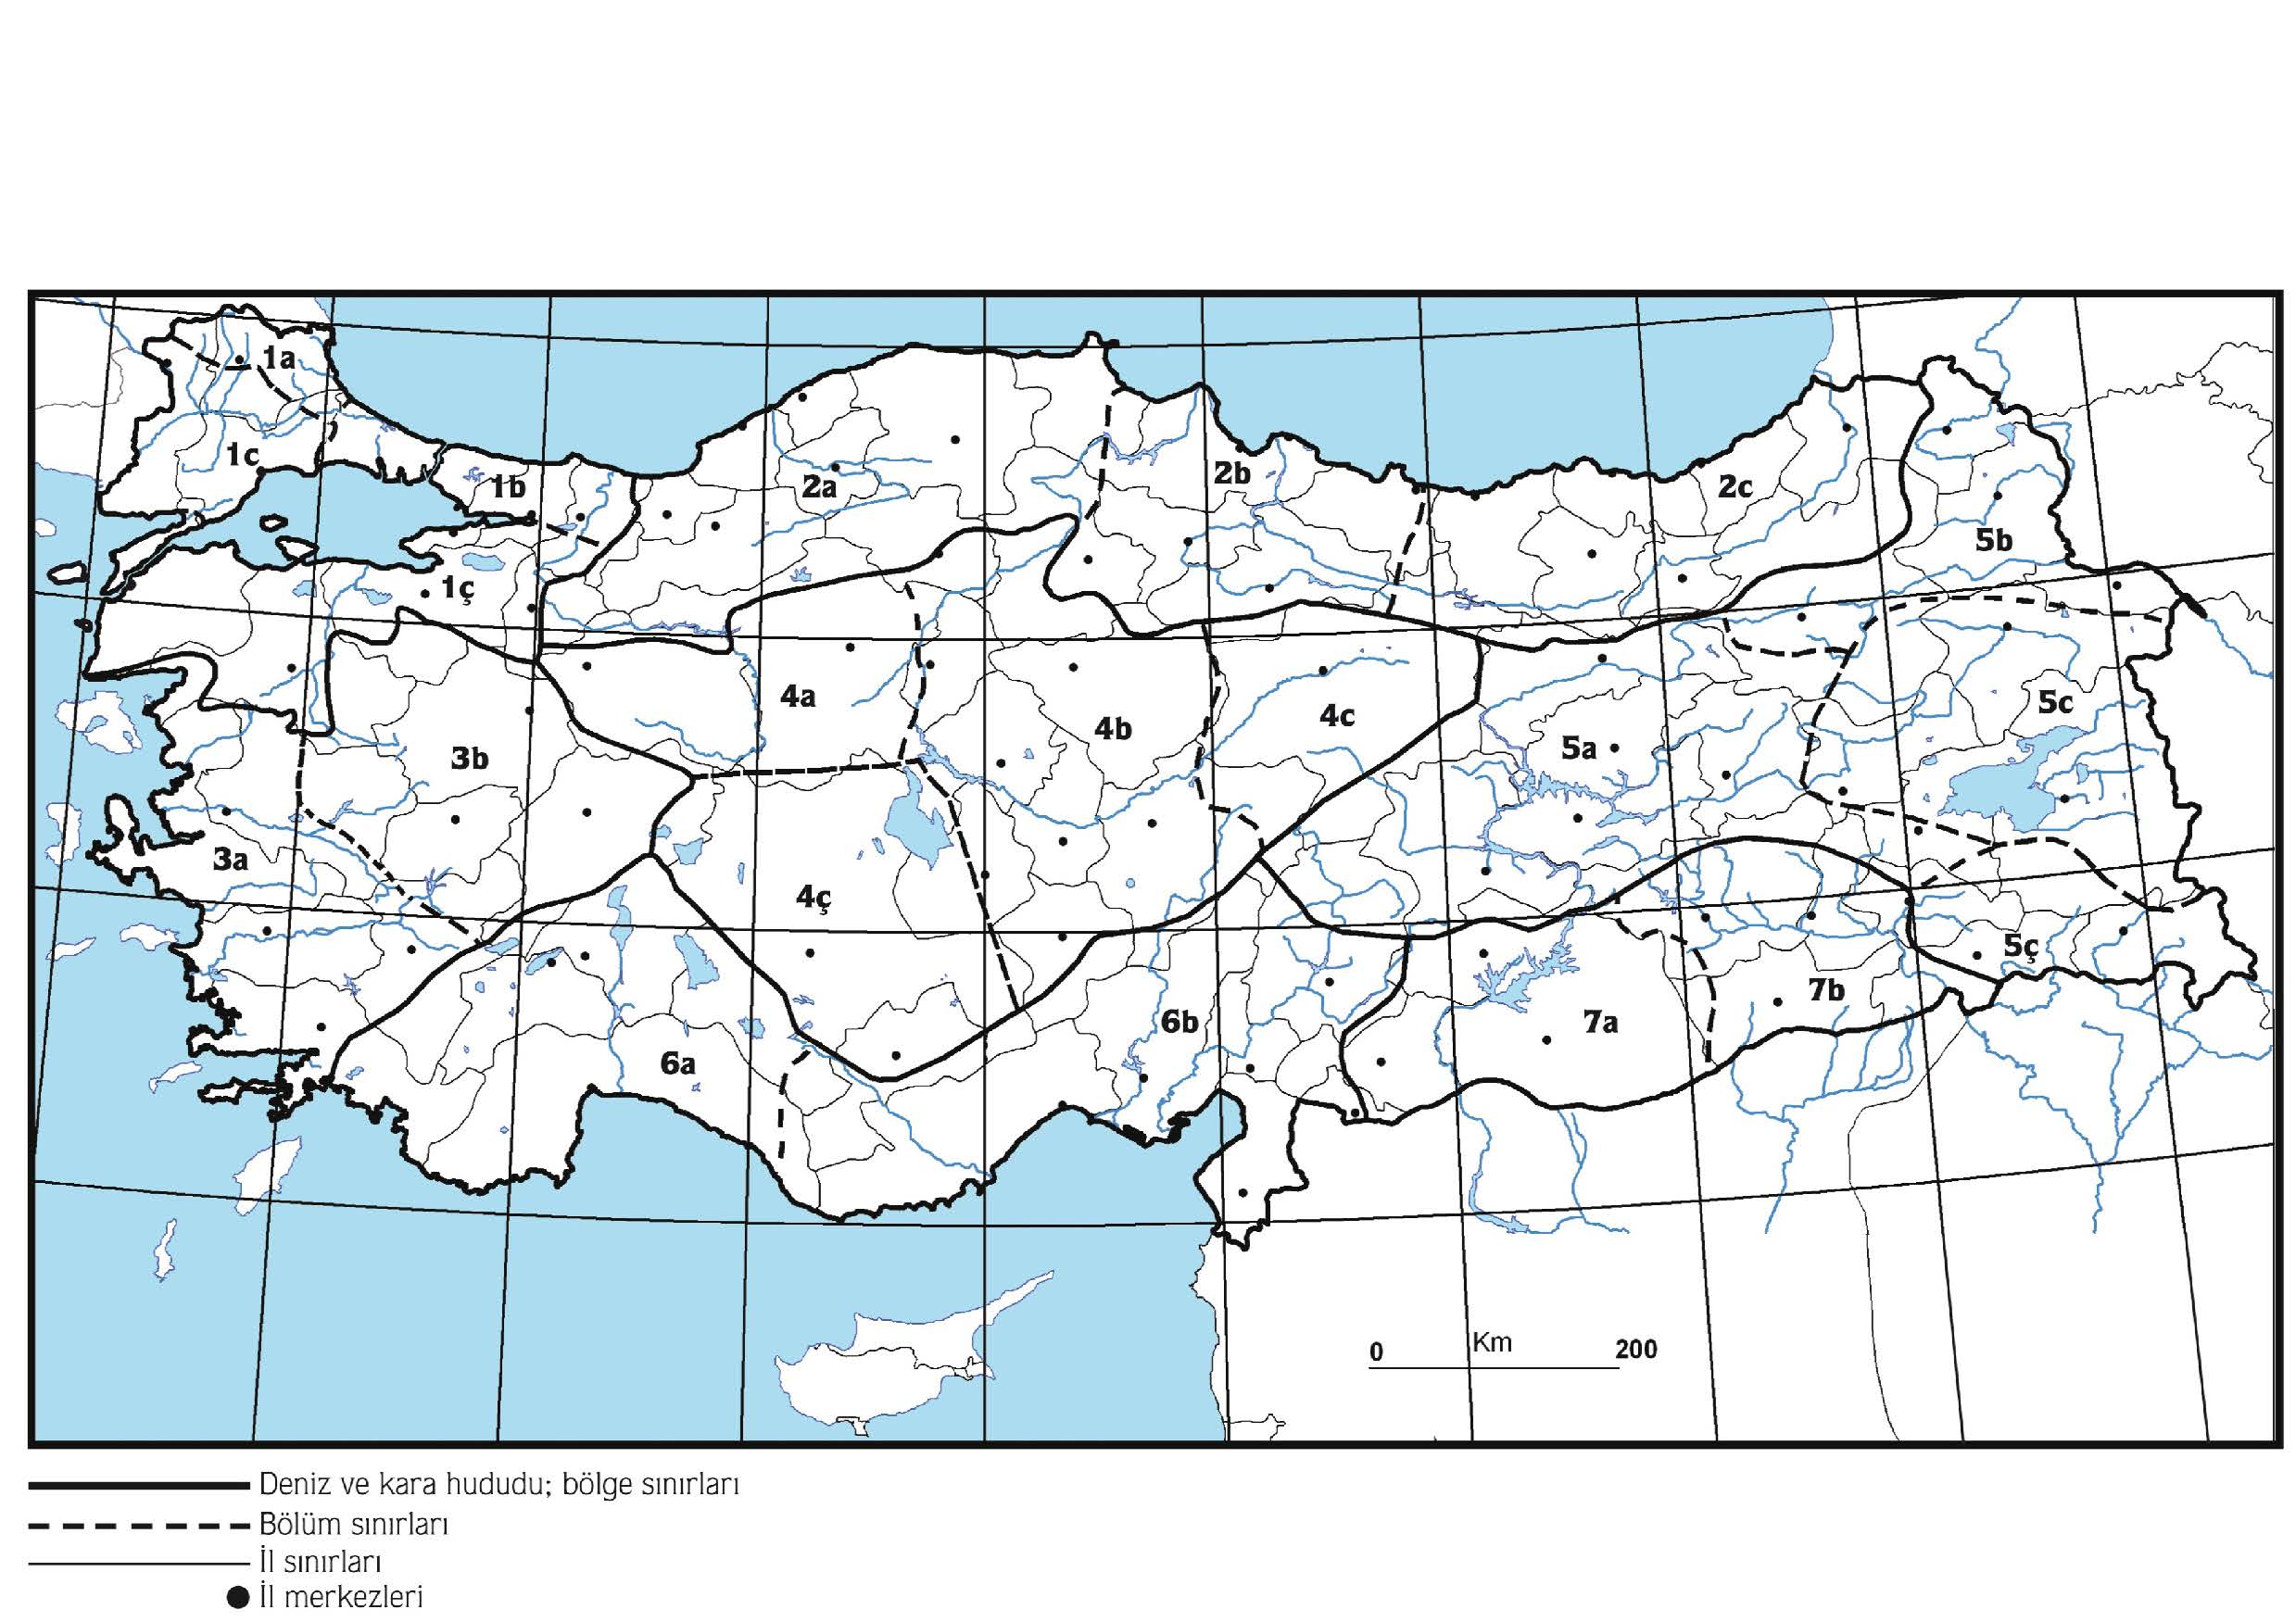 1a
1c
1b
2a
2b
2c
5b
1ç
4a
4b
4c
5a
5c
3b
3a
4ç
5ç
7b
6b
7a
6a
0 Km 200
Deniz ve kara hududu; bölge sınırları
Bölüm sınırları
İl sınırları
İl merkezleri